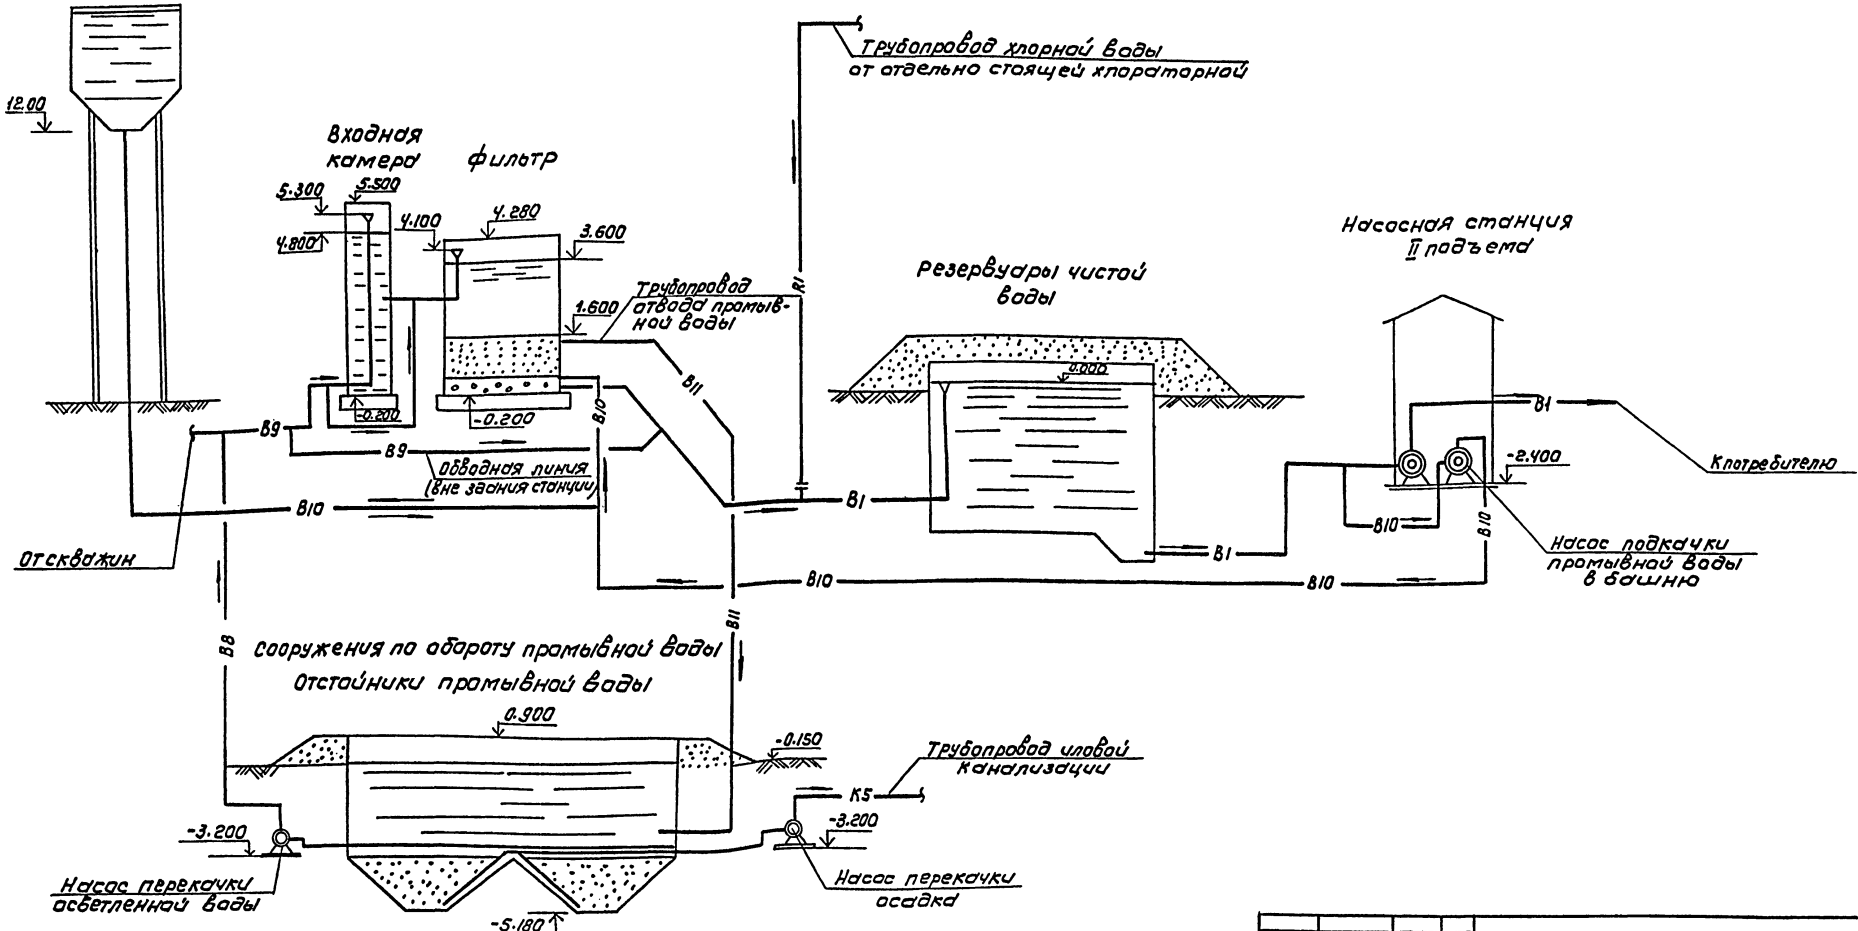 Трубопровод хлорной воды
от отдельно стоящей хлораторной
12.00
Входная
камера
фильтр
5.300
5.500
4.800
4.100
4.280
3.600
1.600
Трубопровод
отвода промыв-
ной воды
R1
Резервуары чистой
воды
Насосная станция
II подъема
0.000
-0.200
-0.200
В11
В10
В9
В9
Обводная линия
(вне здания станции)
В10
В1
В1
В1
К потребителю
-2.400
В10
В10
Насос подкачки
промывной воды
в башню
От скважин
В10
В10
В8
В11
Сооружения по обороту промывной воды
Отстойники промывной воды
0.900
-0.150
Трубопровод иловой
канализации
К5
-3.200
-3.200
Насос перекачки
осветленной воды
Насос перекачки
осадка
-5.180